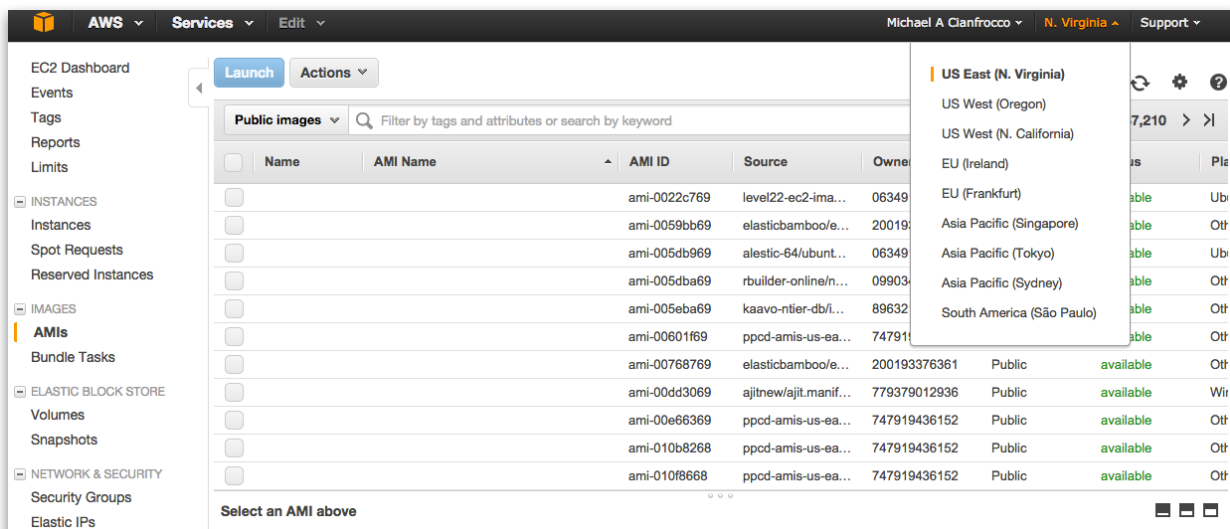 AWS Services Edit Michael A Cianfrocco N. Virginia Support
EC2 Dashboard
Events
Tags
Reports
Limits
INSTANCES
Instances
Spot Requests
Reserved Instances
IMAGES
AMIs
Bundle Tasks
ELASTIC BLOCK STORE
Volumes
Snapshots
NETWORK & SECURITY
Security Groups
Elastic IPs
Launch Actions
Public images Filter by tags and attributes or search by keyword 7,210
Name AMI Name AMI ID Source Owne us Pla
ami-0022c769 level22-ec2-ima... 06349 able Ubu
ami-0059bb69 elasticbamboo/e... 20019 able Oth
ami-005db969 alestic-64/ubunt... 06349 able Ubu
ami-005dba69 rbuilder-online/n... 09903 able Oth
ami-005eba69 kaavo-ntier-db/i... 89632 able Oth
ami-00601f69 ppcd-amis-us-ea... 74791 able Oth
ami-00768769 elasticbamboo/e... 200193376361 Public available Oth
ami-00dd3069 ajitnew/ajit.manif... 779379012936 Public available Win
ami-00e66369 ppcd-amis-us-ea... 747919436152 Public available Oth
ami-010b8268 ppcd-amis-us-ea... 747919436152 Public available Oth
ami-010f8668 ppcd-amis-us-ea... 747919436152 Public available Oth
Select an AMI above
US East (N. Virginia)
US West (Oregon)
US West (N. California)
EU (Ireland)
EU (Frankfurt)
Asia Pacific (Singapore)
Asia Pacific (Tokyo)
Asia Pacific (Sydney)
South America (São Paulo)